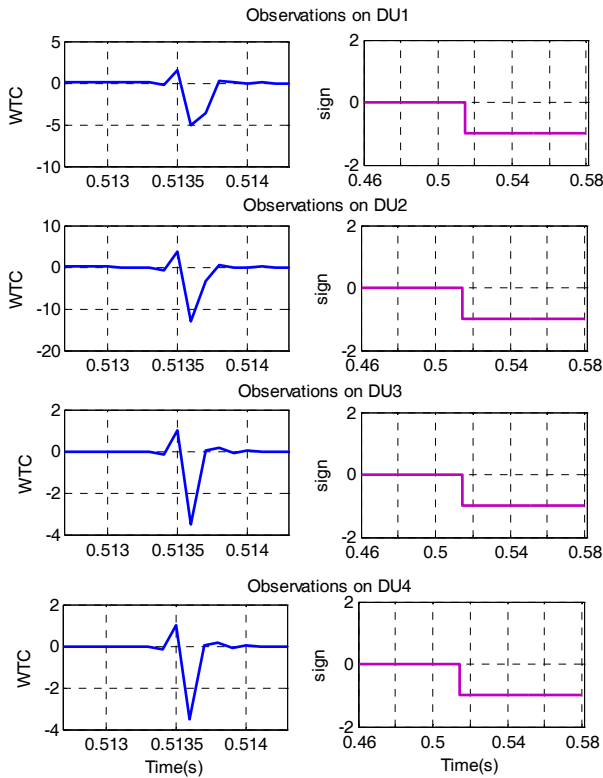 Observations on DU1
5
0
-5
-10
WTC
0.513 0.5135 0.514
2
0
-2
sign
0.46 0.5 0.54 0.58
Observations on DU2
10
0
-10
-20
WTC
0.513 0.5135 0.514
2
0
-2
sign
0.46 0.5 0.54 0.58
Observations on DU3
2
0
-2
-4
WTC
0.513 0.5135 0.514
2
0
-2
sign
0.46 0.5 0.54 0.58
Observations on DU4
2
0
-2
-4
WTC
0.513 0.5135 0.514
Time(s)
2
0
-2
sign
0.46 0.5 0.54 0.58
Time(s)